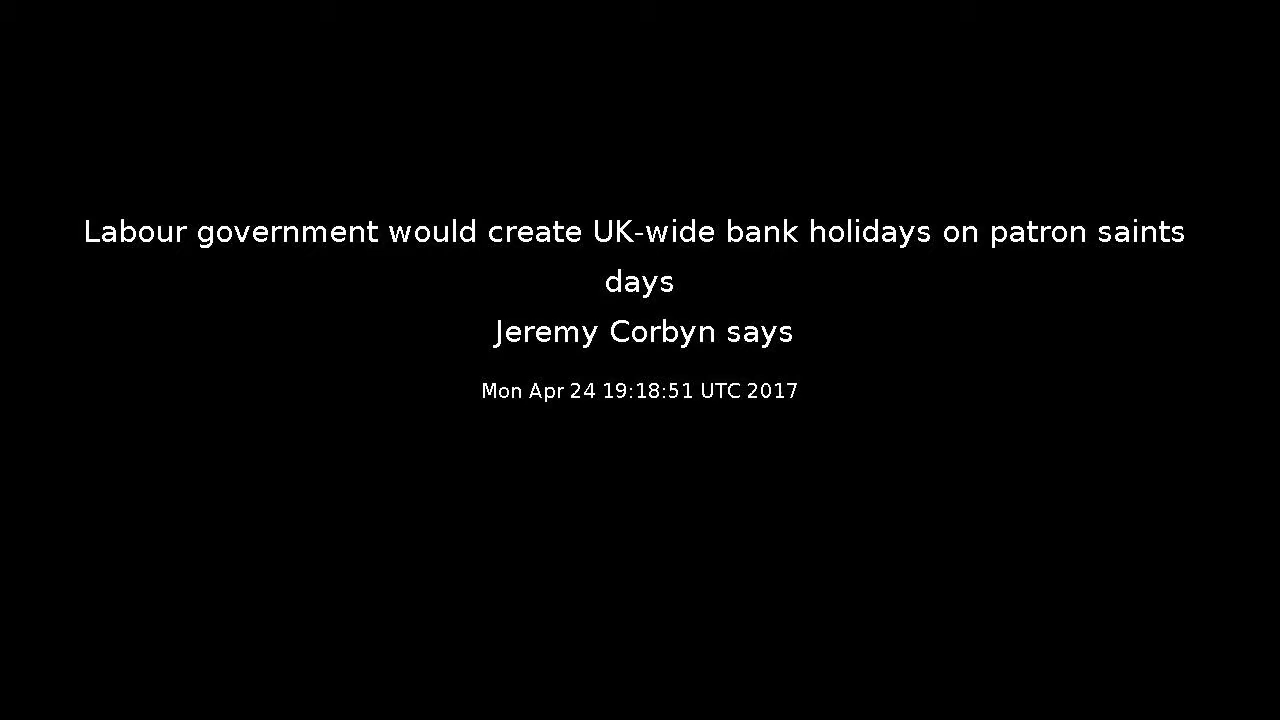 Labour government would create UK-wide bank holidays on patron saints
days
Jeremy Corbyn says
Mon Apr 24 19:18:51 UTC 2017